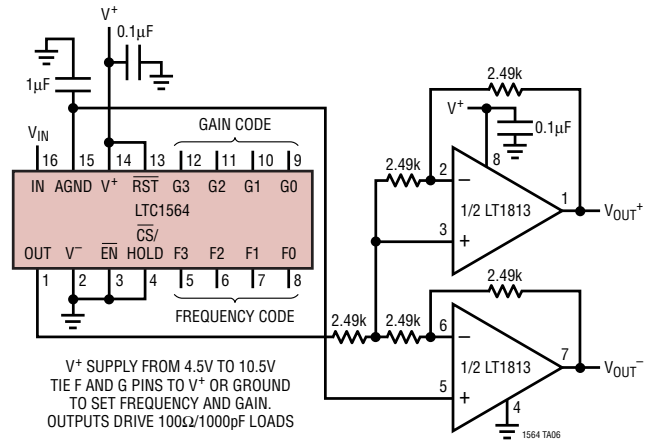 V+
0.1µF
1µF
VIN
GAIN CODE
16 15 14 13 12 11 10 9
IN AGND V+ RST G3 G2 G1 G0
LTC1564
CS/
OUT V− EN HOLD F3 F2 F1 F0
1 2 3 4 5 6 7 8
FREQUENCY CODE
2.49k
V+
0.1µF
8
2.49k
2
−
1/2 LT1813
1
VOUT+
3
+
2.49k
2.49k 2.49k
6
−
1/2 LT1813
7
VOUT−
5
+
4
V+ SUPPLY FROM 4.5V TO 10.5V
TIE F AND G PINS TO V+ OR GROUND
TO SET FREQUENCY AND GAIN.
OUTPUTS DRIVE 100Ω/1000pF LOADS
1564 TA06